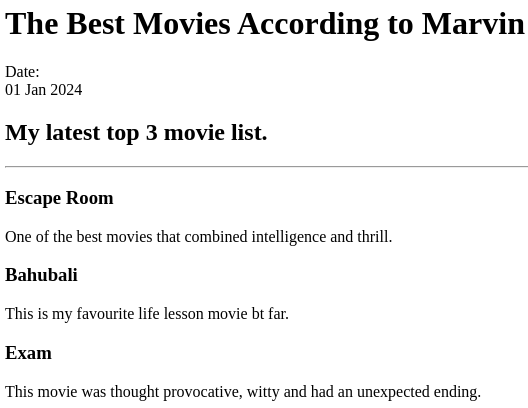 The Best Movies According to Marvin
Date:
01 Jan 2024
My latest top 3 movie list.
Escape Room
One of the best movies that combined intelligence and thrill.
Bahubali
This is my favourite life lesson movie bt far.
Exam
This movie was thought provocative, witty and had an unexpected ending.